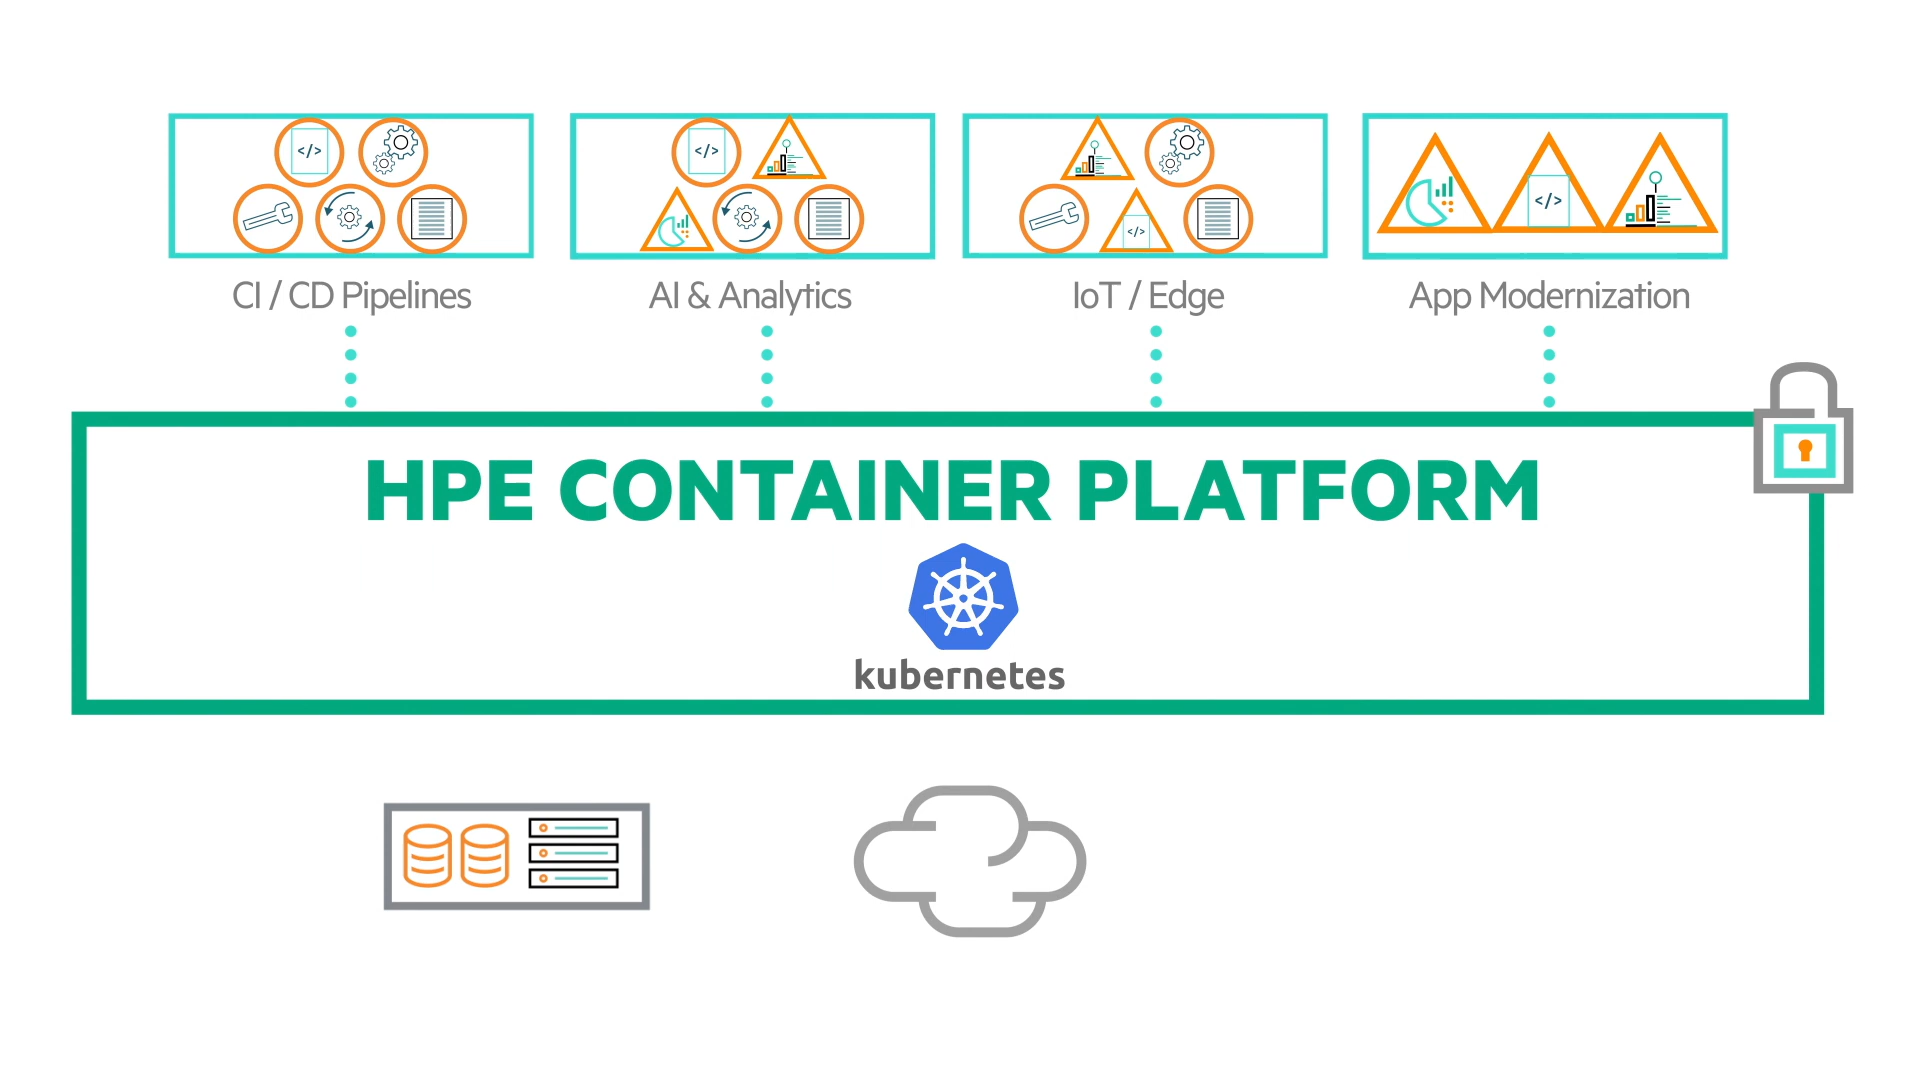 </>
</>
</>
</>
CI / CD Pipelines
AI & Analytics
IoT / Edge
App Modernization
HPE CONTAINER PLATFORM
kubernetes